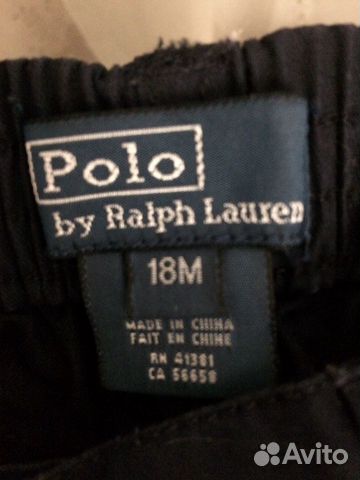 Polo
by Ralph Lauren
18M
MADE IN CHINA
FAIT EN CHINE
RN 41381
CA 56658
Avito